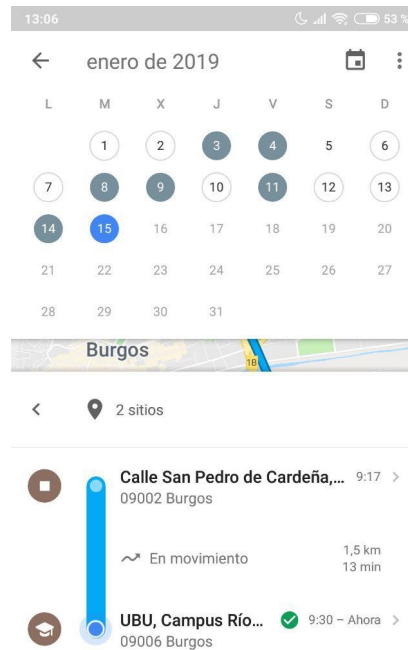 13:06
53 %
enero de 2019
L M X J V S D
1 2 3 4 5 6
7 8 9 10 11 12 13
14 15 16 17 18 19 20
21 22 23 24 25 26 27
28 29 30 31
Burgos
1B
2 sitios
Calle San Pedro de Cardeña,... 9:17
09002 Burgos
En movimiento
1,5 km
13 min
UBU, Campus Río... 9:30 – Ahora
09006 Burgos